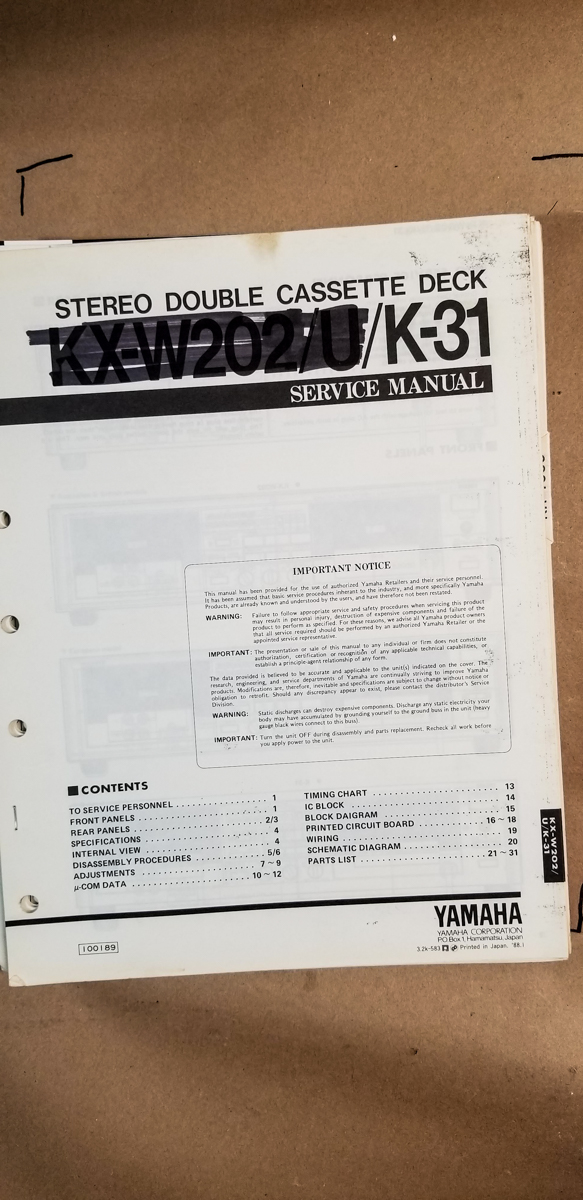 STEREO DOUBLE CASSETTE DECK
KX-W202/U/K-31
SERVICE MANUAL
IMPORTANT NOTICE
This manual has been provided for the use of authorized Yamaha Retailers and their service personnel.
It has been assumed that basic service procedures inherant to the industry, and more specifically Yamaha
Products, are already known and understood by the users, and have therefore not been restated.
WARNING: Failure to follow appropriate service and safety procedures when servicing this product
may result in personal injury, destruction of expensive components and failure of the
product to perform as specified. For these reasons, we advise all Yamaha product owners
that all service required should be performed by an authorized Yamaha Retailer or the
appointed service representative.
IMPORTANT: The presentation or sale of this manual to any individual or firm does not constitute
authorization, certification or recognition of any applicable technical capabilities, or
establish a principle-agent relationship of any form.
The data provided is believed to be accurate and applicable to the unit(s) indicated on the cover. The
research, engineering, and service departments of Yamaha are continually striving to improve Yamaha
products. Modifications are, therefore, inevitable and specifications are subject to change without notice or
obligation to retrofit. Should any discrepancy appear to exist, please contact the distributor's Service
Division.
WARNING: Static discharges can destroy expensive components. Discharge any static electricity your
body may have accumulated by grounding yourself to the ground buss in the unit (heavy
gauge black wires connect to this buss).
IMPORTANT: Turn the unit OFF during disassembly and parts replacement. Recheck all work before
you apply power to the unit.
■ CONTENTS
TO SERVICE PERSONNEL 1
FRONT PANELS 1
REAR PANELS 2/3
SPECIFICATIONS 4
INTERNAL VIEW 4
DISASSEMBLY PROCEDURES 5/6
ADJUSTMENTS 7 ~ 9
μ-COM DATA 10 ~ 12
TIMING CHART 13
IC BLOCK 14
BLOCK DAIGRAM 15
PRINTED CIRCUIT BOARD 16 ~ 18
WIRING 19
SCHEMATIC DIAGRAM 20
PARTS LIST 21 ~ 31
KX-W202/
U/K-31
100189
YAMAHA
YAMAHA CORPORATION
P.O.Box 1, Hamamatsu, Japan
3.2k-583 Printed in Japan, '88.